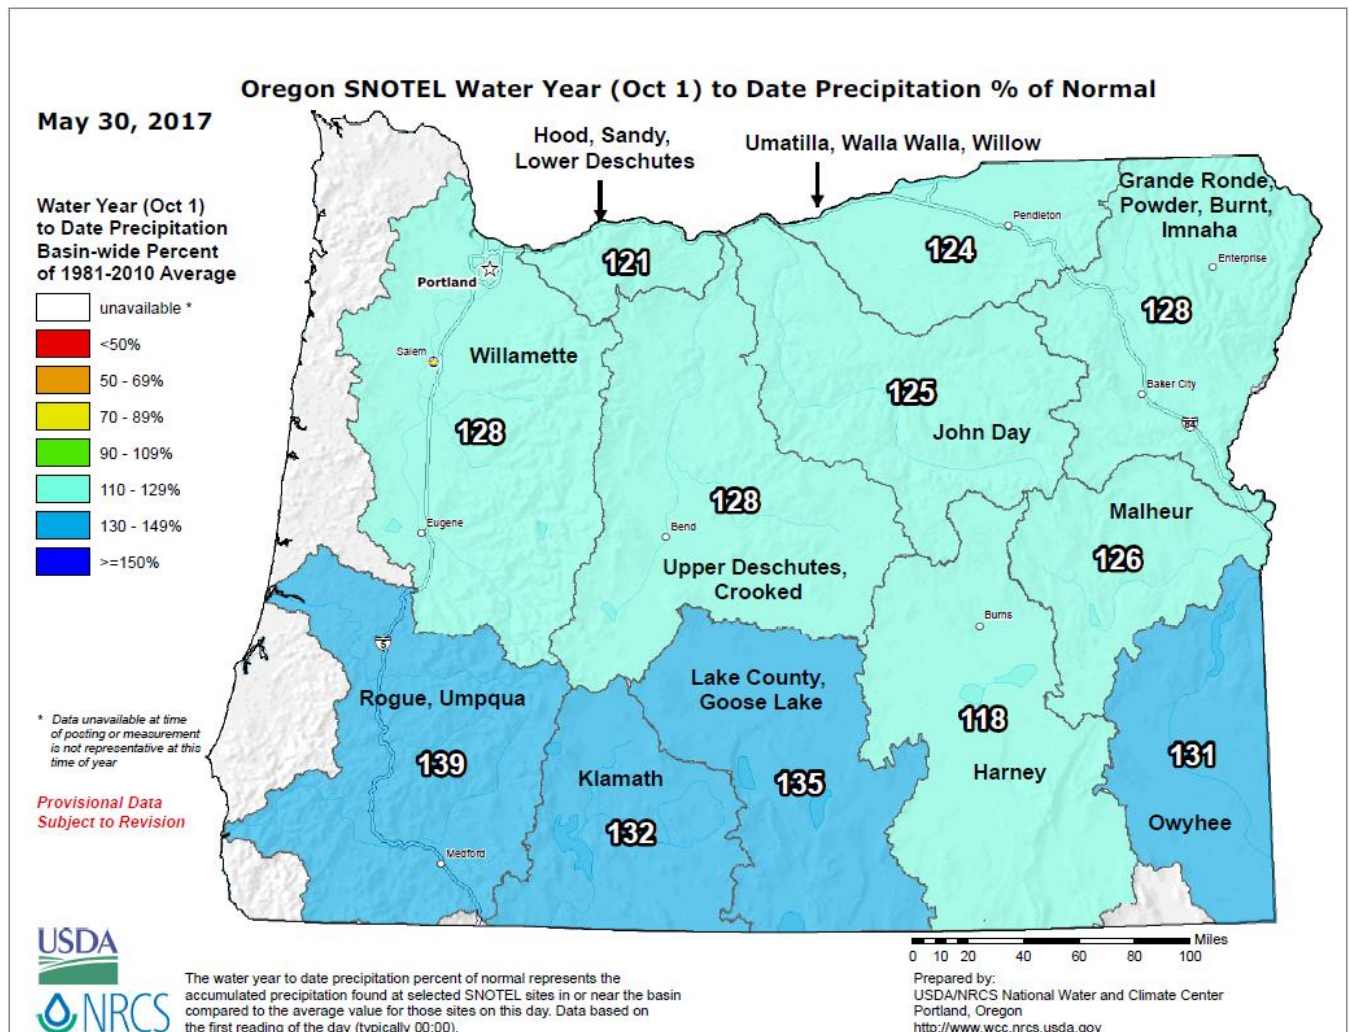 Oregon SNOTEL Water Year (Oct 1) to Date Precipitation % of Normal
May 30, 2017
Hood, Sandy,
Lower Deschutes
Umatilla, Walla Walla, Willow
Water Year (Oct 1)
to Date Precipitation
Basin-wide Percent
of 1981-2010 Average
unavailable *
<50%
50 - 69%
70 - 89%
90 - 109%
110 - 129%
130 - 149%
>=150%
Grande Ronde,
Powder, Burnt,
Imnaha
Pendleton
Enterprise
121
124
128
Portland
Salem
Willamette
128
125
John Day
Baker City
84
Eugene
128
Bend
Upper Deschutes,
Crooked
Malheur
126
Burns
5
Rogue, Umpqua
139
Medford
Klamath
132
Lake County,
Goose Lake
135
118
Harney
131
Owyhee
* Data unavailable at time
of posting or measurement
is not representative at this
time of year
Provisional Data
Subject to Revision
USDA
NRCS
The water year to date precipitation percent of normal represents the
accumulated precipitation found at selected SNOTEL sites in or near the basin
compared to the average value for those sites on this day. Data based on
the first reading of the day (typically 00:00).
Miles
0 10 20 40 60 80 100
Prepared by:
USDA/NRCS National Water and Climate Center
Portland, Oregon
http://www.wcc.nrcs.usda.gov